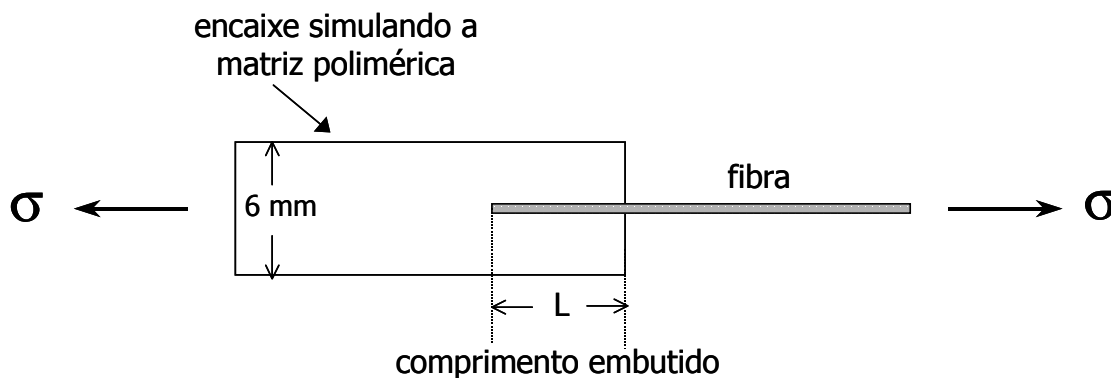 encaixe simulando a
matriz polimérica
fibra
σ
6 mm
σ
L
comprimento embutido